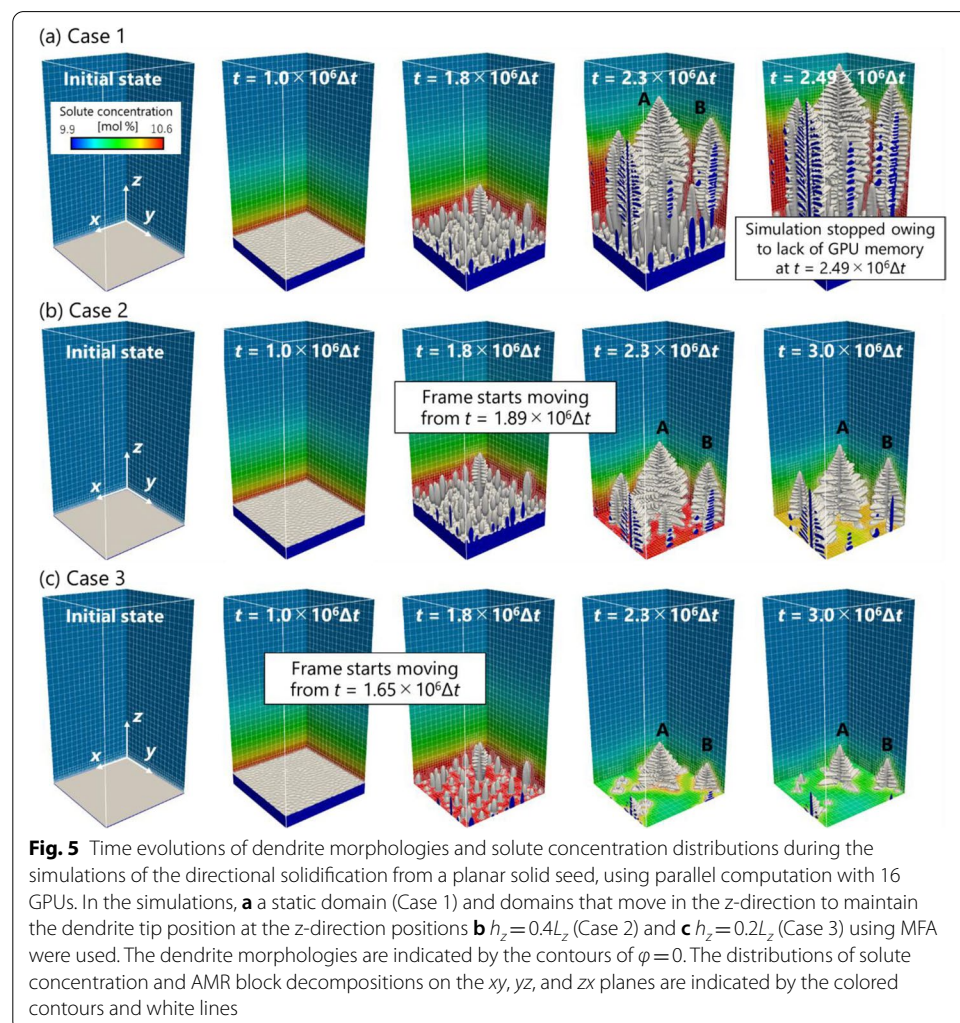 (a) Case 1
Initial state
Solute concentration
[mol %]
9.9 10.6
z
x
y
t = 1.0 × 10⁶Δt
t = 1.8 × 10⁶Δt
t = 2.3 × 10⁶Δt
A
B
t = 2.49 × 10⁶Δt
Simulation stopped owing
to lack of GPU memory
at t = 2.49 × 10⁶Δt
(b) Case 2
Initial state
z
x
y
t = 1.0 × 10⁶Δt
t = 1.8 × 10⁶Δt
Frame starts moving
from t = 1.89 × 10⁶Δt
t = 2.3 × 10⁶Δt
A
B
t = 3.0 × 10⁶Δt
A
B
(c) Case 3
Initial state
z
x
y
t = 1.0 × 10⁶Δt
Frame starts moving
from t = 1.65 × 10⁶Δt
t = 1.8 × 10⁶Δt
t = 2.3 × 10⁶Δt
A
B
t = 3.0 × 10⁶Δt
A
B
Fig. 5 Time evolutions of dendrite morphologies and solute concentration distributions during the
simulations of the directional solidification from a planar solid seed, using parallel computation with 16
GPUs. In the simulations, a a static domain (Case 1) and domains that move in the z-direction to maintain
the dendrite tip position at the z-direction positions b h_z = 0.4L_z (Case 2) and c h_z = 0.2L_z (Case 3) using MFA
were used. The dendrite morphologies are indicated by the contours of φ = 0. The distributions of solute
concentration and AMR block decompositions on the xy, yz, and zx planes are indicated by the colored
contours and white lines